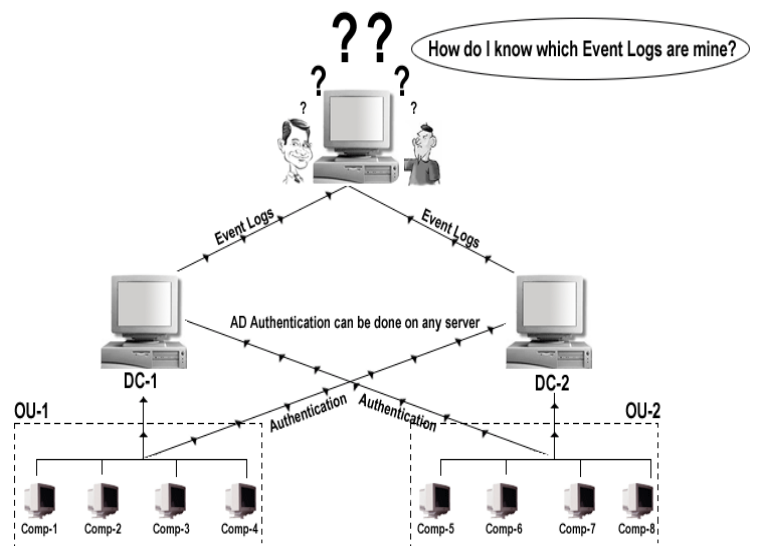 ? ?
How do I know which Event Logs are mine?
? ?
? ?
Event Logs
Event Logs
AD Authentication can be done on any server
DC-1
DC-2
OU-1
Authentication
Authentication
OU-2
Comp-1
Comp-2
Comp-3
Comp-4
Comp-5
Comp-6
Comp-7
Comp-8